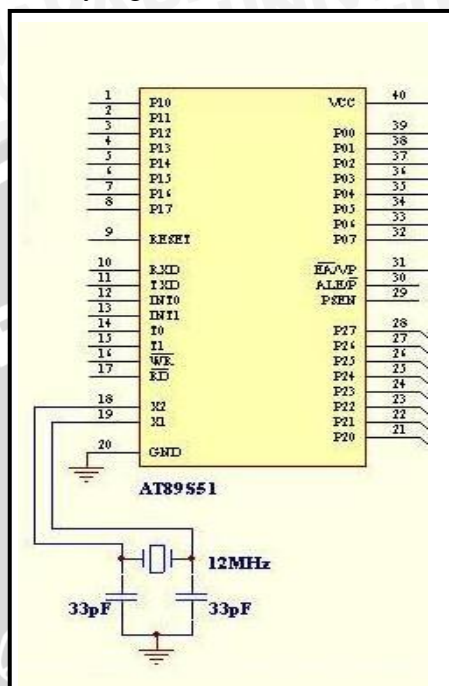 1 P10 VCC 40
2 P11
3 P12 P00 39
4 P13 P01 38
5 P14 P02 37
6 P15 P03 36
7 P16 P04 35
8 P17 P05 34
P06 33
9 RESET P07 32
10 RXD EA/VP 31
11 TXD ALE/P 30
12 INT0 PSEN 29
13 INT1
14 T0 P27 28
15 T1 P26 27
16 WR P25 26
17 RD P24 25
P23 24
18 X2 P22 23
19 X1 P21 22
P20 21
20 GND
AT89S51
12MHz
33pF 33pF